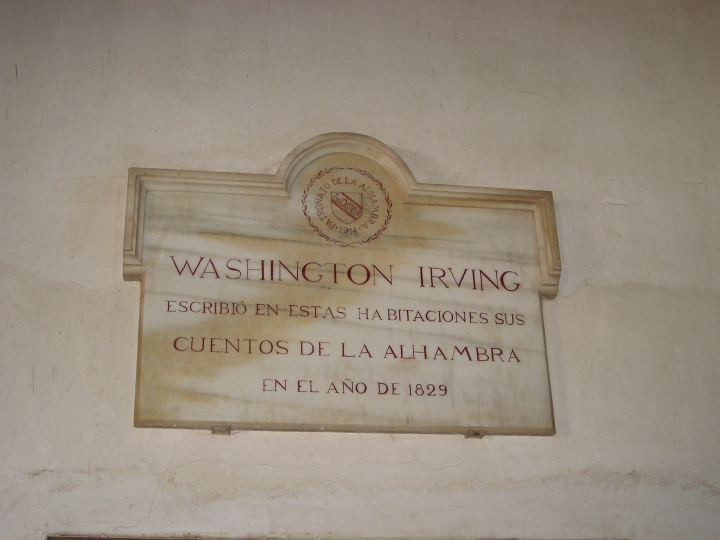 PATRONATO DE LA ALHAMBRA
1914
WASHINGTON IRVING
ESCRIBIÓ EN ESTAS HABITACIONES SUS
CUENTOS DE LA ALHAMBRA
EN EL AÑO DE 1829